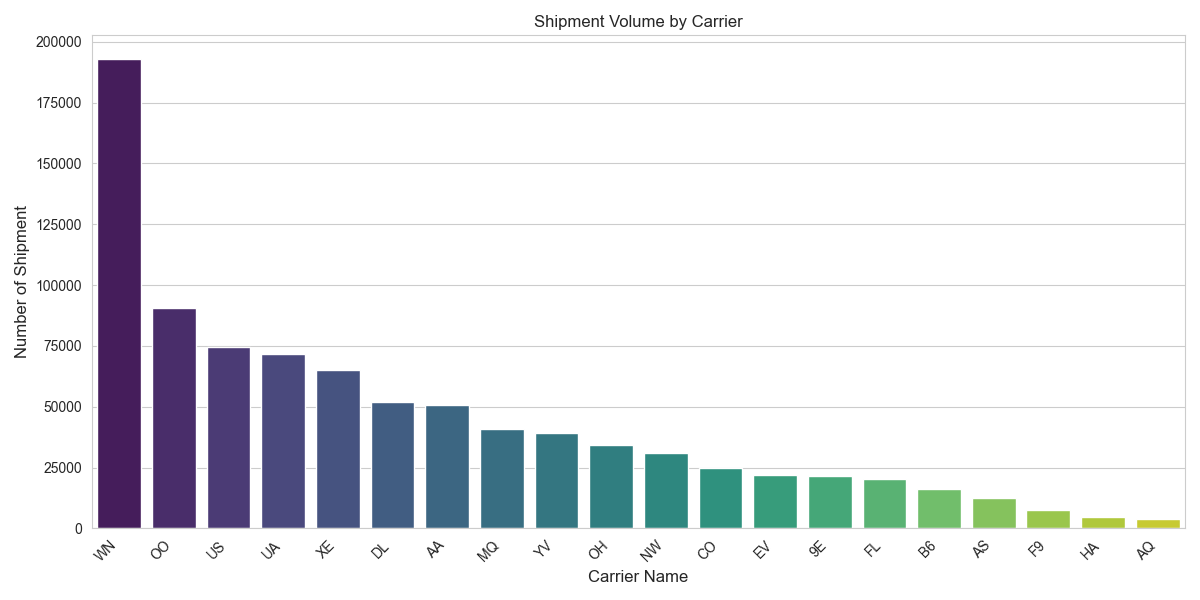 Shipment Volume by Carrier
Number of Shipment
200000
175000
150000
125000
100000
75000
50000
25000
0
WN OO US UA XE DL AA MQ YV OH NW CO EV 9E FL B6 AS F9 HA AQ
Carrier Name